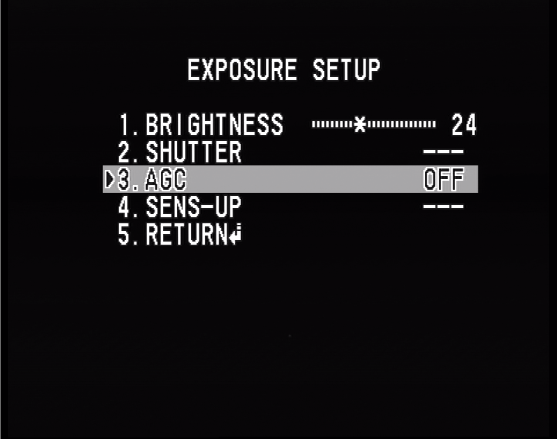 EXPOSURE SETUP
1. BRIGHTNESS 24
2. SHUTTER ---
3. AGC OFF
4. SENS-UP ---
5. RETURN↲